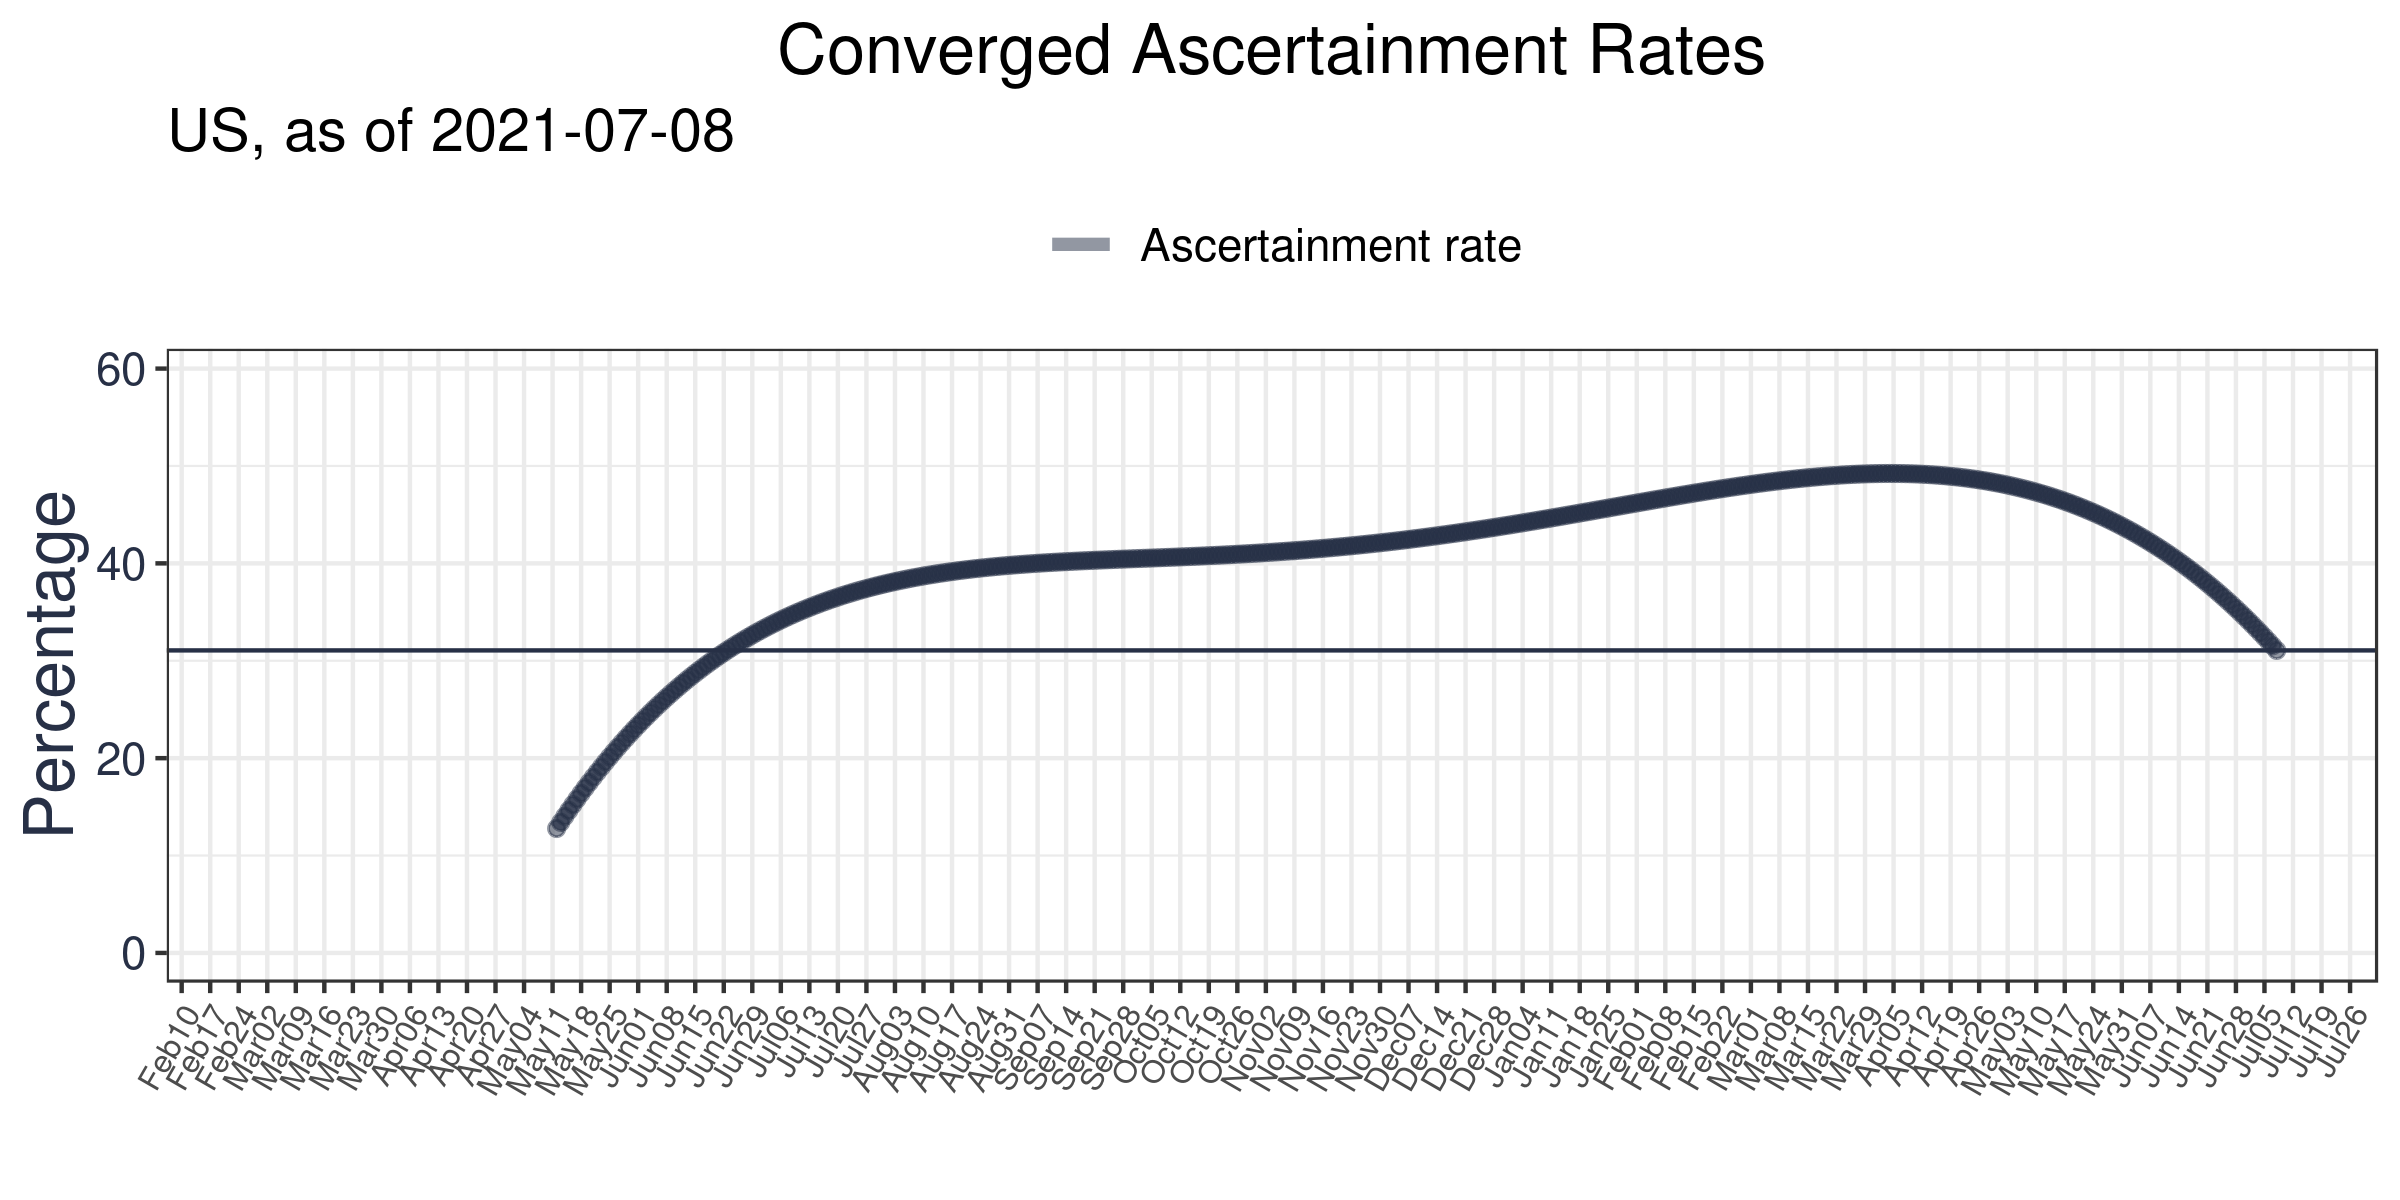 Converged Ascertainment Rates
US, as of 2021-07-08
Ascertainment rate
Percentage
60
40
20
0
Feb10
Feb17
Feb24
Mar02
Mar09
Mar16
Mar23
Mar30
Apr06
Apr13
Apr20
Apr27
May04
May11
May18
May25
Jun01
Jun08
Jun15
Jun22
Jun29
Jul06
Jul13
Jul20
Jul27
Aug03
Aug10
Aug17
Aug24
Aug31
Sep07
Sep14
Sep21
Sep28
Oct05
Oct12
Oct19
Oct26
Nov02
Nov09
Nov16
Nov23
Nov30
Dec07
Dec14
Dec21
Dec28
Jan04
Jan11
Jan18
Jan25
Feb01
Feb08
Feb15
Feb22
Mar01
Mar08
Mar15
Mar22
Mar29
Apr05
Apr12
Apr19
Apr26
May03
May10
May17
May24
May31
Jun07
Jun14
Jun21
Jun28
Jul05
Jul12
Jul19
Jul26